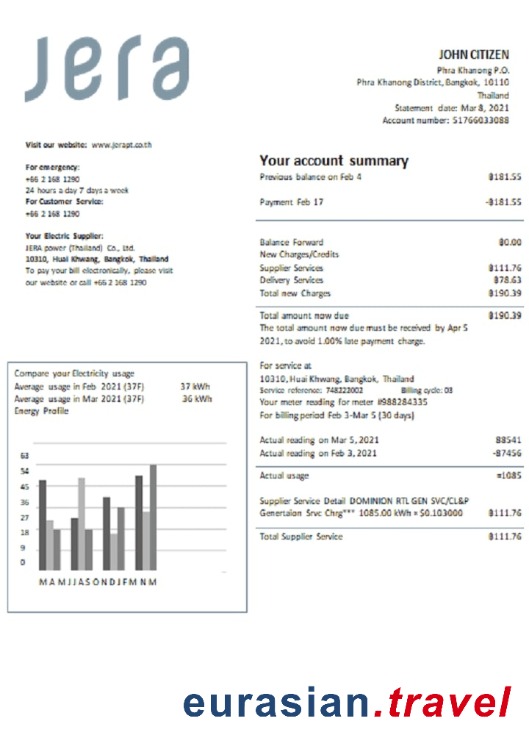 Jera
JOHN CITIZEN
Phra Khanong P.O.
Phra Khanong District, Bangkok, 10110
Thailand
Statement date: Mar 8, 2021
Account number: 51766033088
Visit our website: www.jerapt.co.th
For emergency:
+66 2 168 1290
24 hours a day 7 days a week
For Customer Service:
+66 2 168 1290
Your Electric Supplier:
JERA power (Thailand) Co., Ltd.
10310, Huai Khwang, Bangkok, Thailand
To pay your bill electronically, please visit
our website or call +66 2 168 1290
Your account summary
Previous balance on Feb 4 ฿181.55
Payment Feb 17 -฿181.55
Balance Forward ฿0.00
New Charges/Credits
Supplier Services ฿111.76
Delivery Services ฿78.63
Total new Charges ฿190.39
Total amount now due ฿190.39
The total amount now due must be received by Apr 5
2021, to avoid 1.00% late payment charge.
For service at
10310, Huai Khwang, Bangkok, Thailand
Service reference: 748222002 Billing cycle: 03
Your meter reading for meter #988284335
For billing period Feb 3-Mar 5 (30 days)
Actual reading on Mar 5, 2021 88541
Actual reading on Feb 3, 2021 -87456
Actual usage =1085
Supplier Service Detail DOMINION RTL GEN SVC/CL&P
Genertaion Srvc Chrg*** 1085.00 kWh × $0.103000 ฿111.76
Total Supplier Service ฿111.76
Compare your Electricity usage
Average usage in Feb 2021 (37F) 37 kWh
Average usage in Mar 2021 (37F) 36 kWh
Energy Profile
63
54
45
36
27
18
9
0
M A M J J A S O N D J F M N M
eurasian.travel